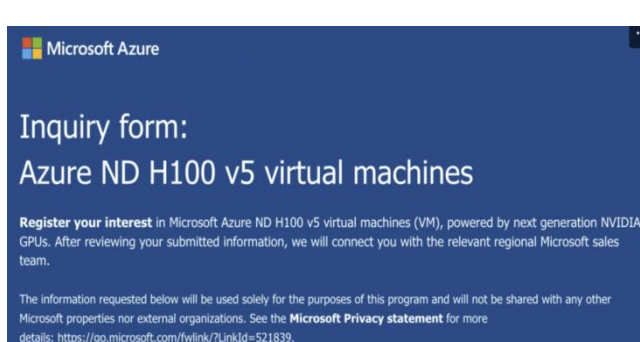 Microsoft Azure
Inquiry form:
Azure ND H100 v5 virtual machines
Register your interest in Microsoft Azure ND H100 v5 virtual machines (VM), powered by next generation NVIDIA
GPUs. After reviewing your submitted information, we will connect you with the relevant regional Microsoft sales
team.
The information requested below will be used solely for the purposes of this program and will not be shared with any other
Microsoft properties nor external organizations. See the Microsoft Privacy statement for more
details: https://go.microsoft.com/fwlink/?LinkId=521839.